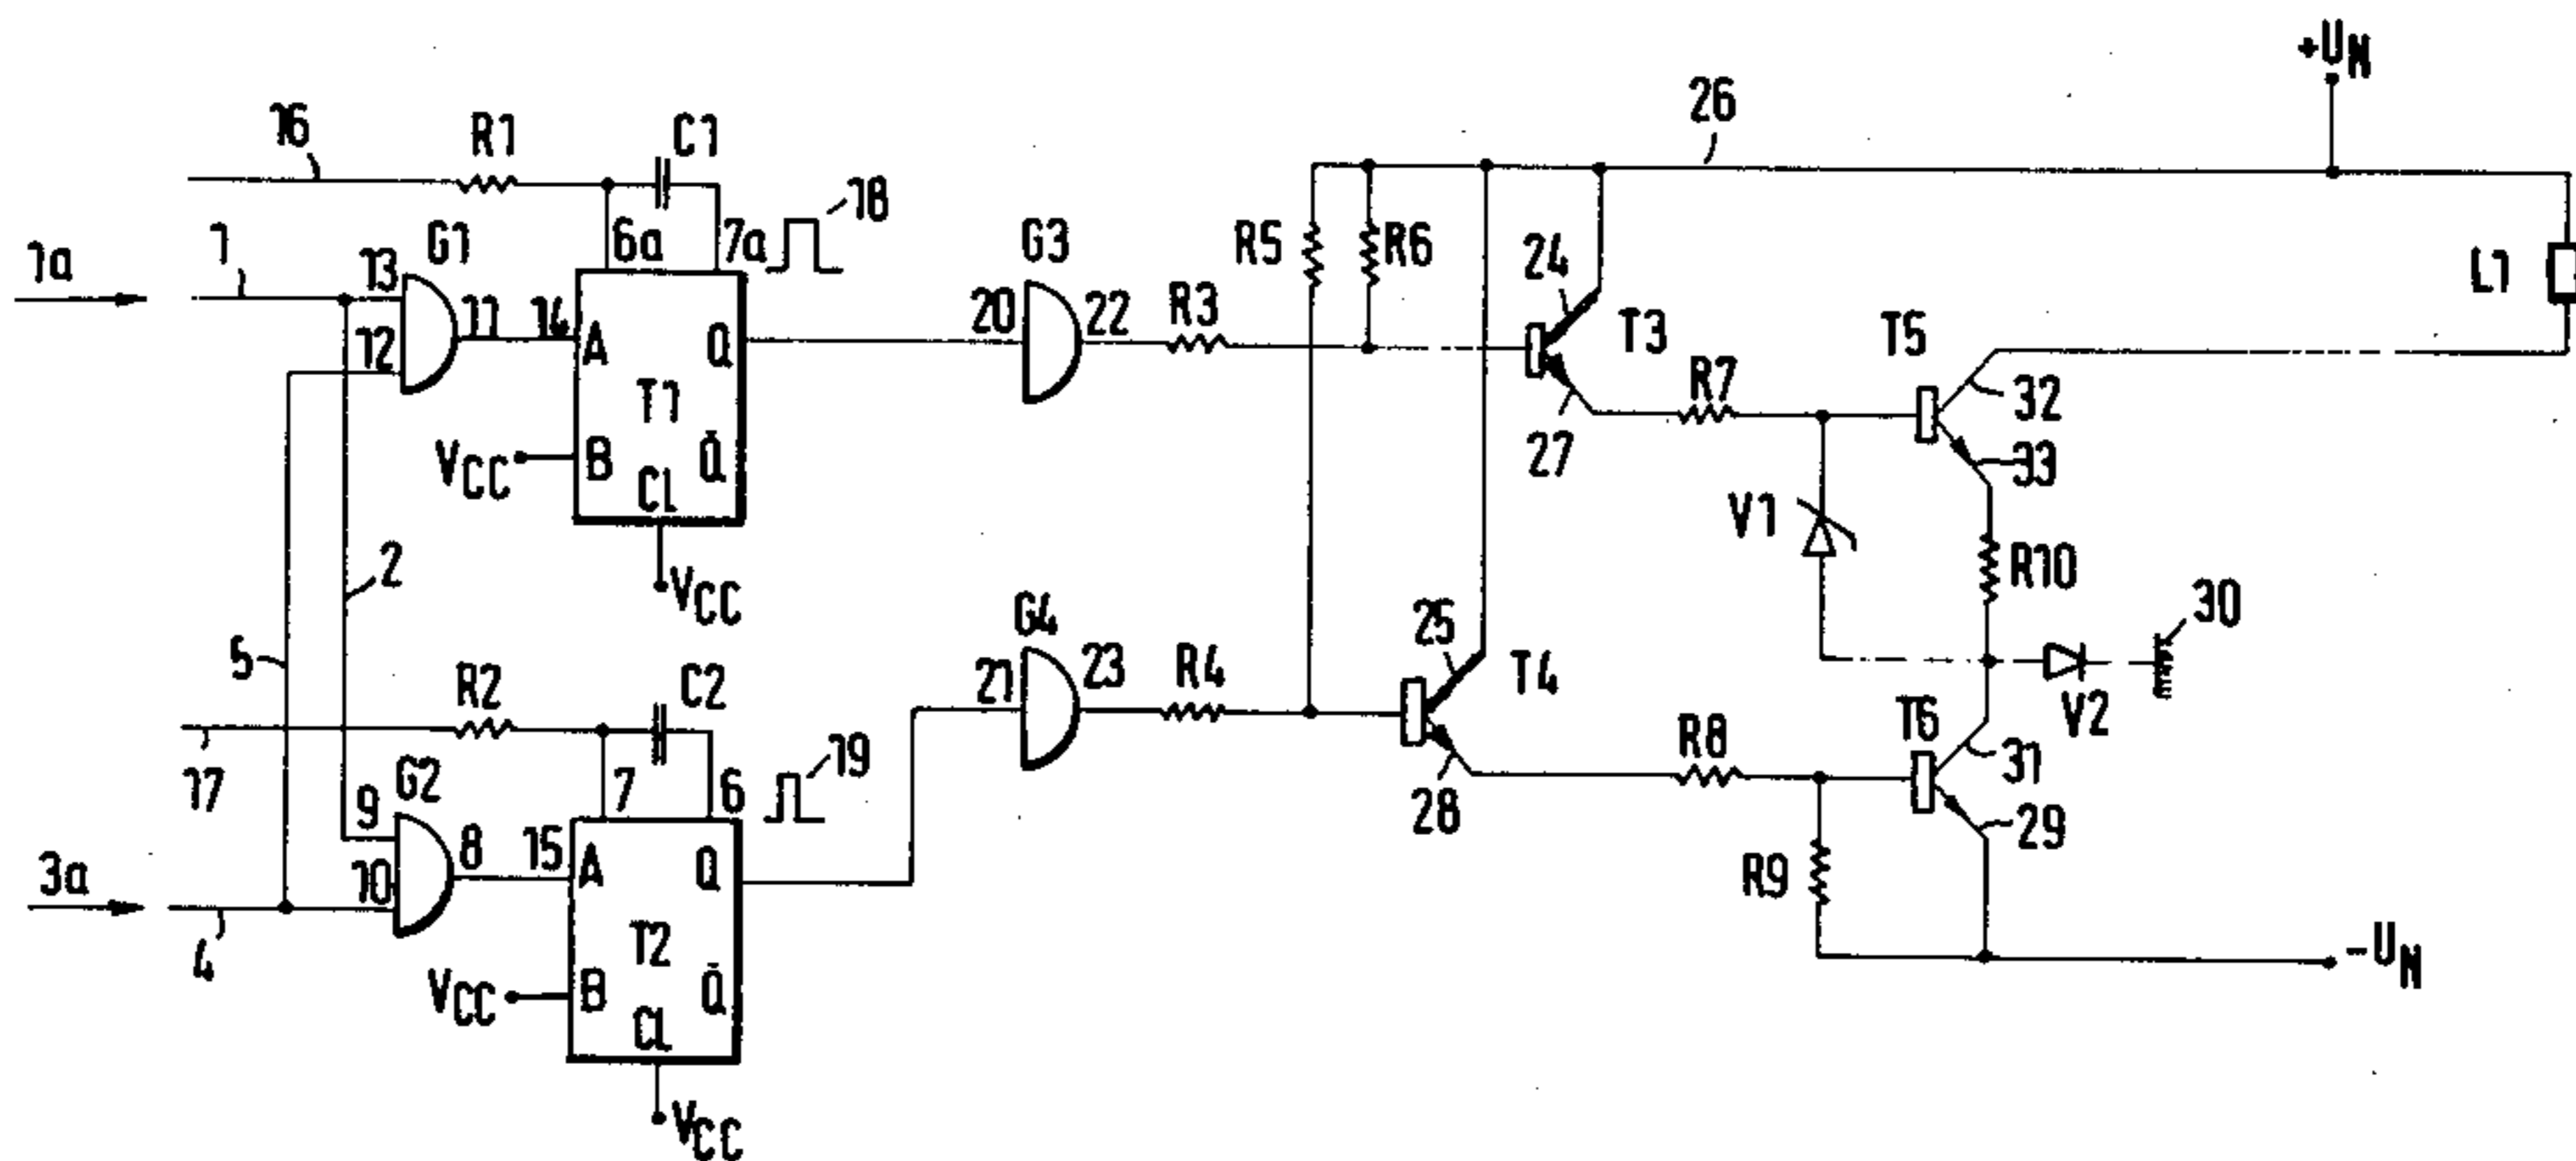 +UN
26
16
R1
C1
18
6a
7a
1
G1
1a
13
12
11
14
A
Q
T1
B
Q̄
CL
VCC
VCC
G3
20
22
R3
R5
R6
24
T3
27
R7
T5
L1
32
33
V1
R10
30
V2
2
5
R2
C2
19
7
6
17
G2
9
10
8
15
3a
4
A
Q
T2
B
Q̄
CL
VCC
VCC
G4
21
23
R4
25
T4
28
R8
T6
31
29
R9
-UN